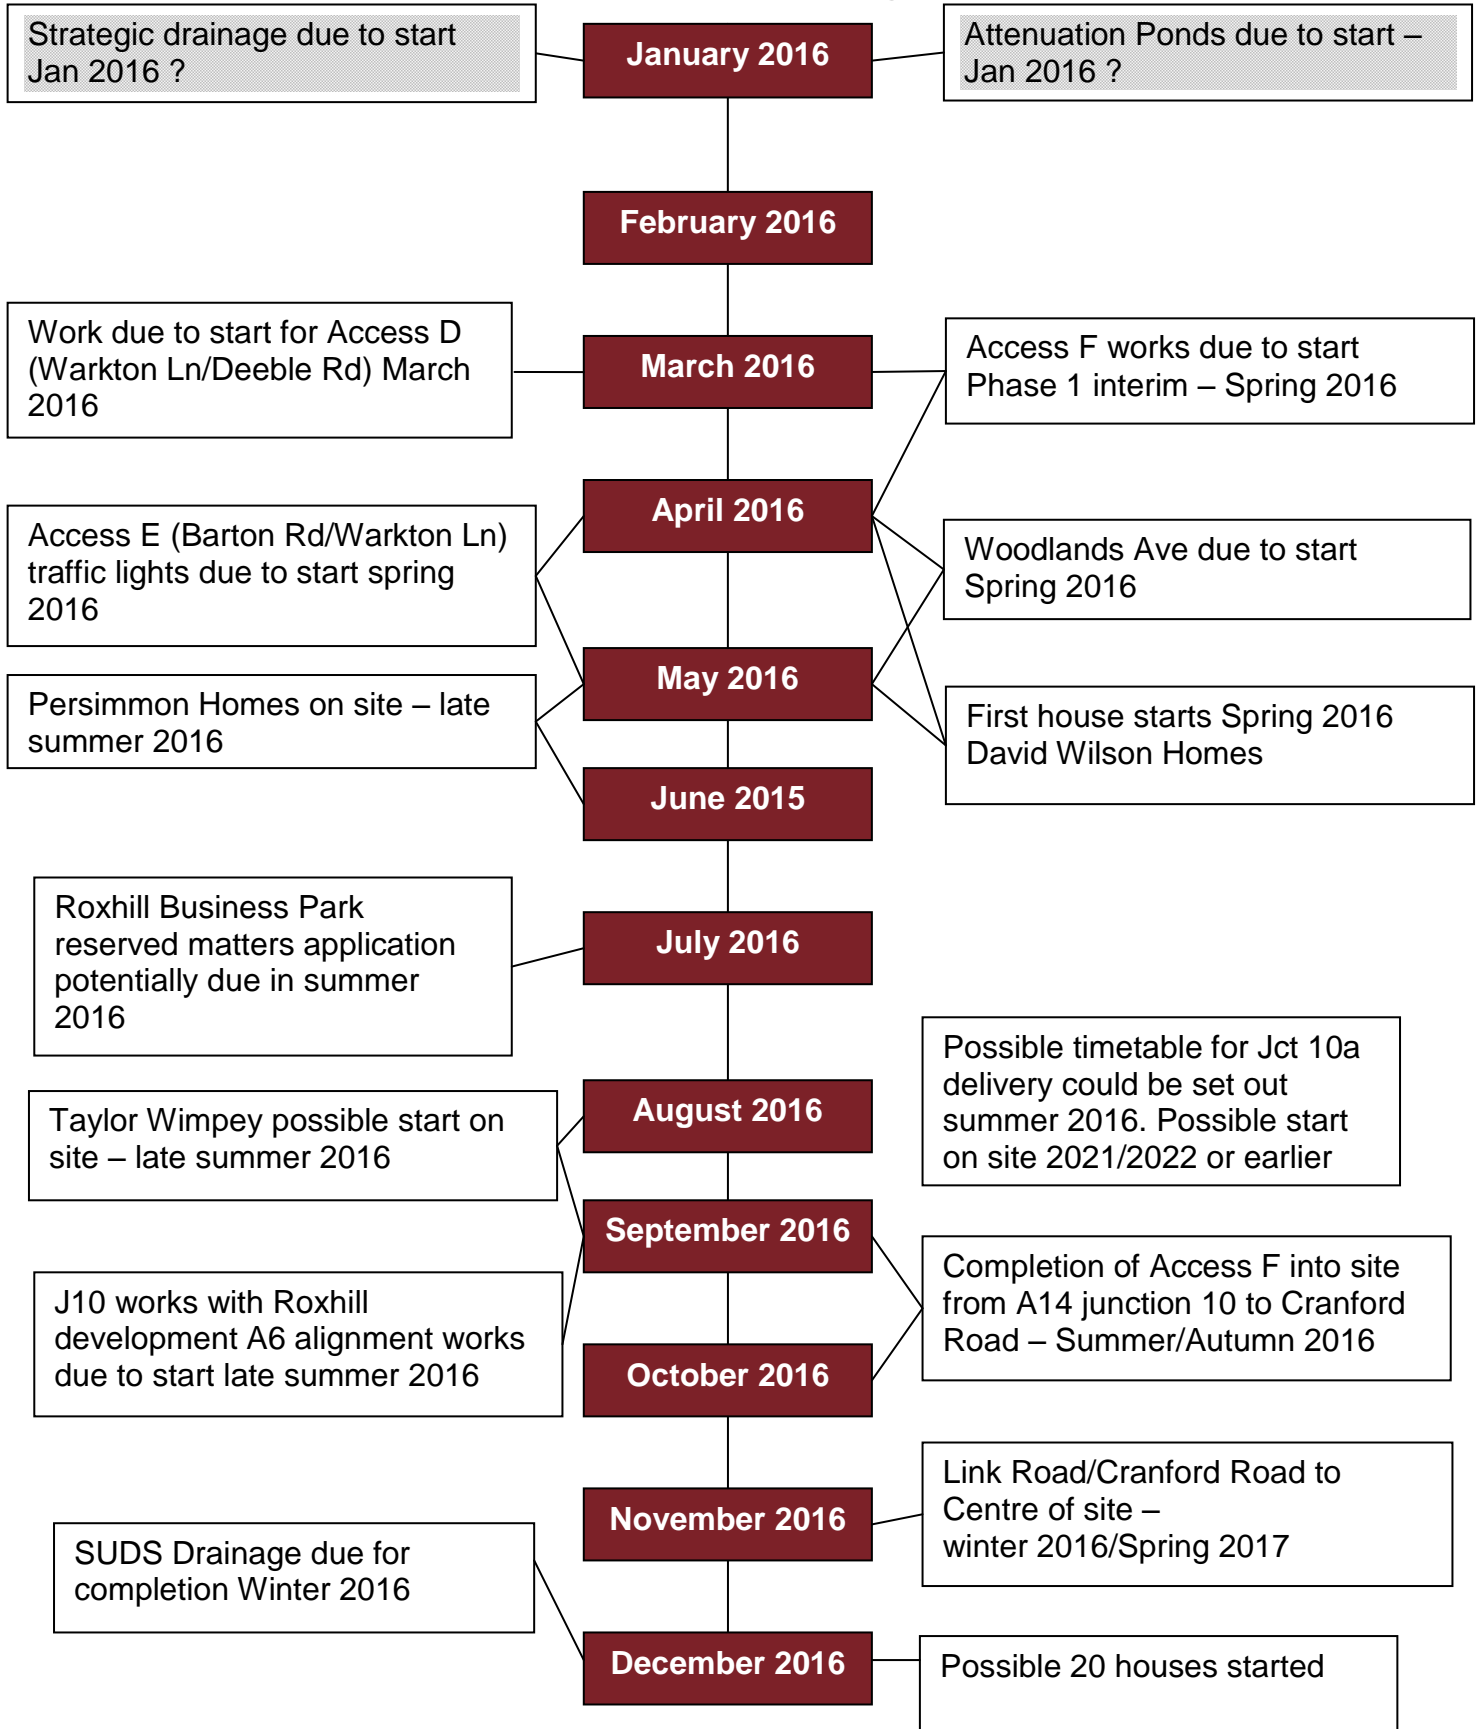 Strategic drainage due to start
Jan 2016 ?
January 2016
Attenuation Ponds due to start –
Jan 2016 ?
February 2016
Work due to start for Access D
(Warkton Ln/Deeble Rd) March
2016
March 2016
Access F works due to start
Phase 1 interim – Spring 2016
April 2016
Access E (Barton Rd/Warkton Ln)
traffic lights due to start spring
2016
Woodlands Ave due to start
Spring 2016
May 2016
Persimmon Homes on site – late
summer 2016
First house starts Spring 2016
David Wilson Homes
June 2015
Roxhill Business Park
reserved matters application
potentially due in summer
2016
July 2016
Possible timetable for Jct 10a
delivery could be set out
summer 2016. Possible start
on site 2021/2022 or earlier
August 2016
Taylor Wimpey possible start on
site – late summer 2016
September 2016
Completion of Access F into site
from A14 junction 10 to Cranford
Road – Summer/Autumn 2016
J10 works with Roxhill
development A6 alignment works
due to start late summer 2016
October 2016
Link Road/Cranford Road to
Centre of site –
winter 2016/Spring 2017
November 2016
SUDS Drainage due for
completion Winter 2016
December 2016
Possible 20 houses started